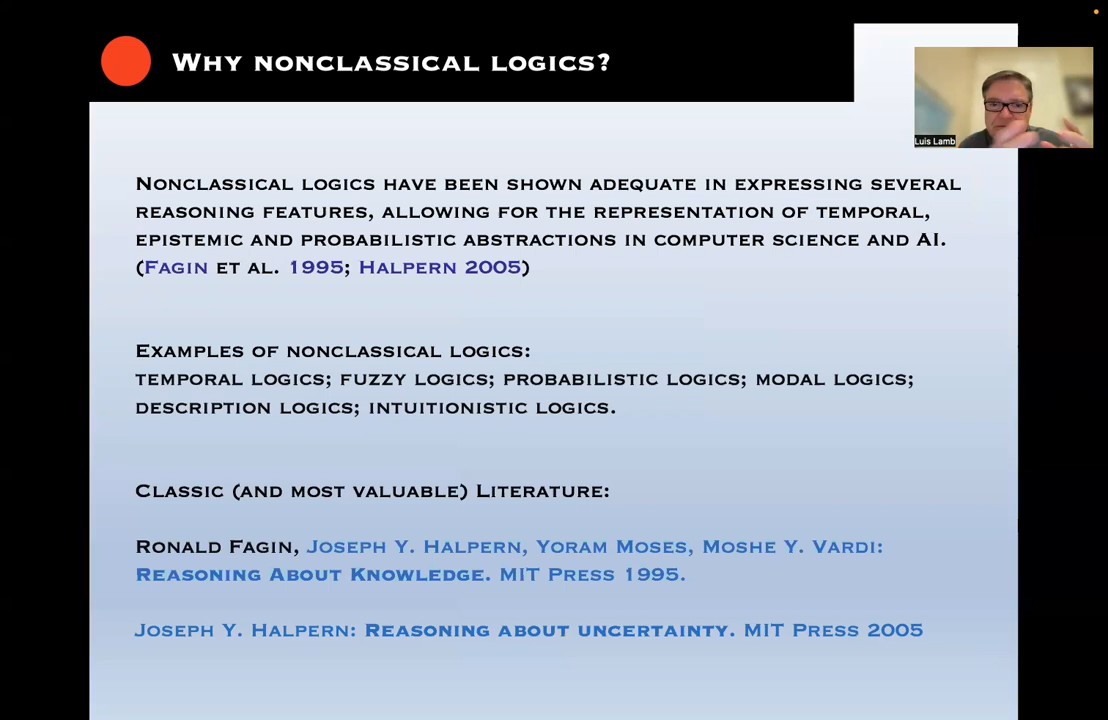 Why nonclassical logics?
Luis Lamb
Nonclassical logics have been shown adequate in expressing several
reasoning features, allowing for the representation of temporal,
epistemic and probabilistic abstractions in computer science and AI.
(Fagin et al. 1995; Halpern 2005)
Examples of nonclassical logics:
temporal logics; fuzzy logics; probabilistic logics; modal logics;
description logics; intuitionistic logics.
Classic (and most valuable) Literature:
Ronald Fagin, Joseph Y. Halpern, Yoram Moses, Moshe Y. Vardi:
Reasoning About Knowledge. MIT Press 1995.
Joseph Y. Halpern: Reasoning about uncertainty. MIT Press 2005